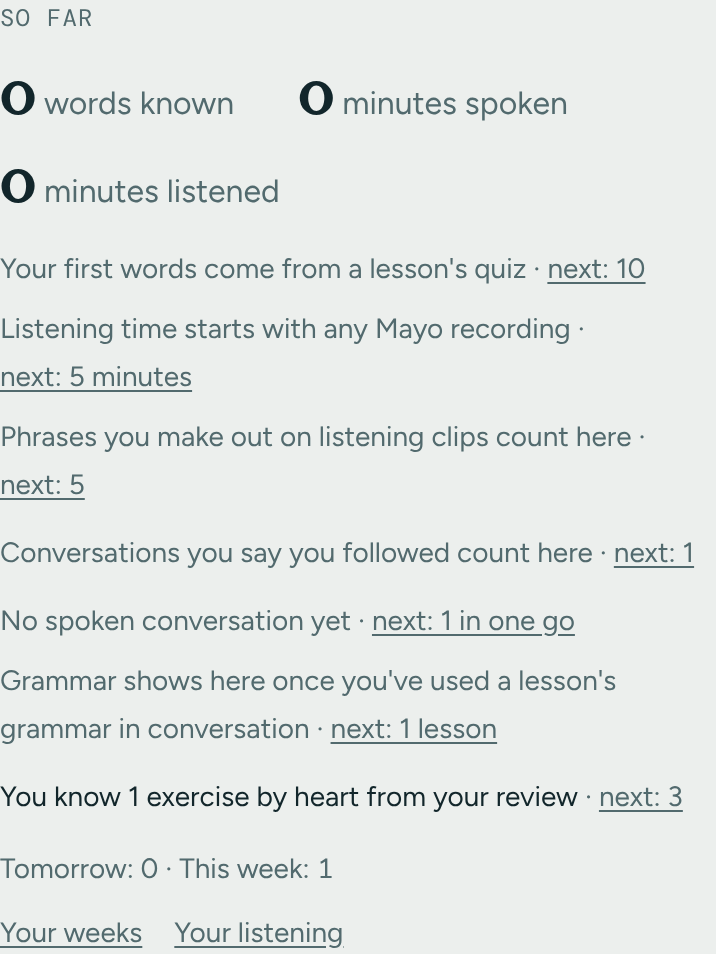 SO FAR
0 words known 0 minutes spoken
0 minutes listened
Your first words come from a lesson's quiz · next: 10
Listening time starts with any Mayo recording ·
next: 5 minutes
Phrases you make out on listening clips count here ·
next: 5
Conversations you say you followed count here · next: 1
No spoken conversation yet · next: 1 in one go
Grammar shows here once you've used a lesson's
grammar in conversation · next: 1 lesson
You know 1 exercise by heart from your review · next: 3
Tomorrow: 0 · This week: 1
Your weeks Your listening